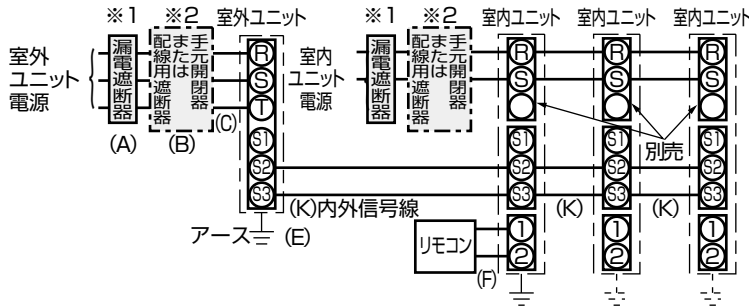 ※1 ※2 室外ユニット ※1 ※2 室内ユニット 室内ユニット 室内ユニット
室外
ユニット
電源
漏電遮断器
(A)
手元開閉器
または
配線用遮断器
(B)
(C)
R
S
T
S1
S2
S3
アース
(E)
(K)内外信号線
室内
ユニット
電源
漏電遮断器
手元開閉器
または
配線用遮断器
リモコン
(F)
R
S
S1
S2
S3
1
2
(K)
R
S
S1
S2
S3
1
2
(K)
別売
R
S
S1
S2
S3
1
2